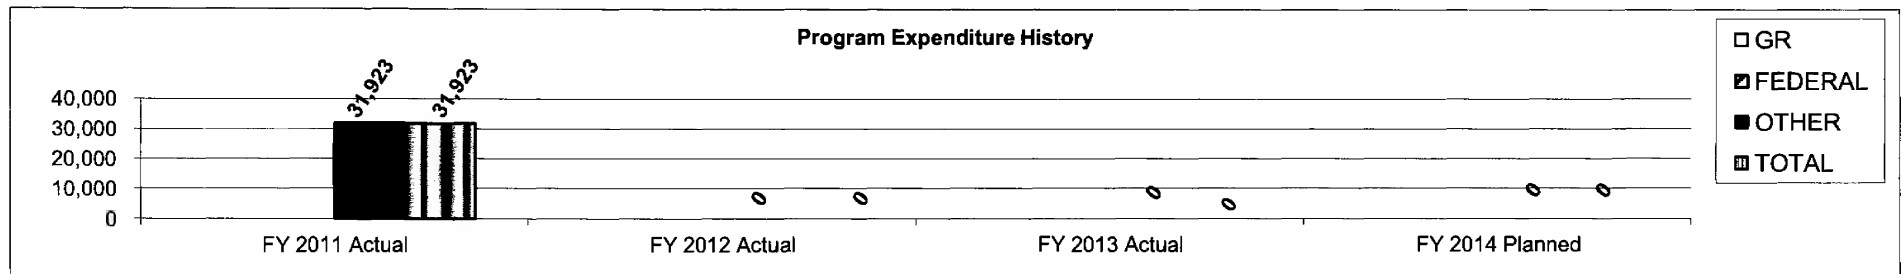 Program Expenditure History
GR
FEDERAL
OTHER
TOTAL
31,923 31,923
40,000
30,000
20,000
10,000
0
0 0 0 0 0 0
FY 2011 Actual FY 2012 Actual FY 2013 Actual FY 2014 Planned